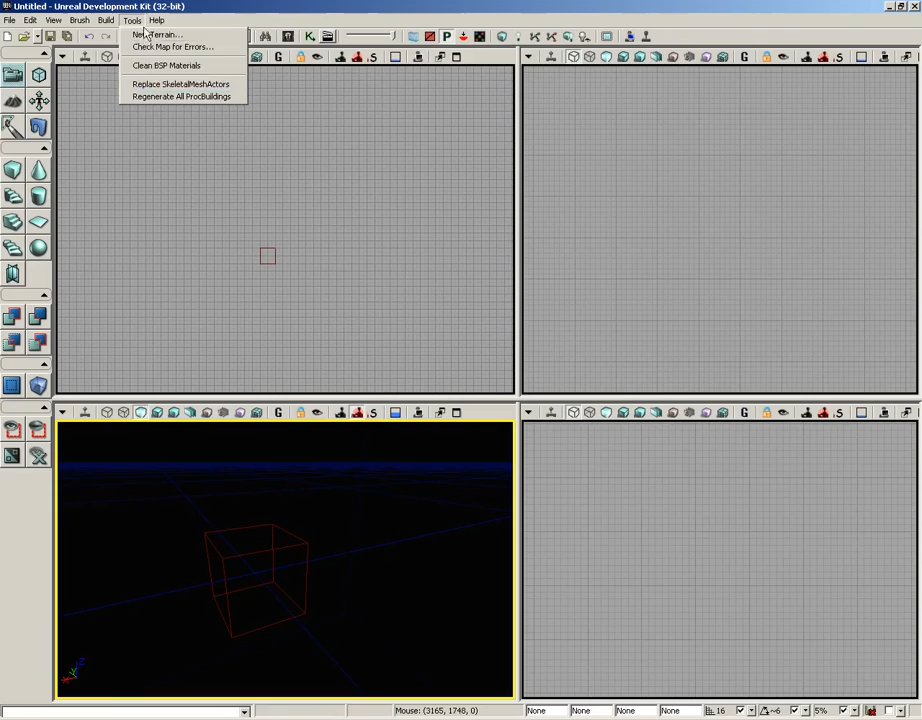 Untitled - Unreal Development Kit (32-bit)
File Edit View Brush Build Tools Help
New Terrain...
Check Map for Errors...
Clean BSP Materials
Replace SkeletalMeshActors
Regenerate All ProcBuildings
K P
G S
G S
G S
Z
Y
X
Mouse: (3165, 1748, 0) None None None None 16 ~6 5%